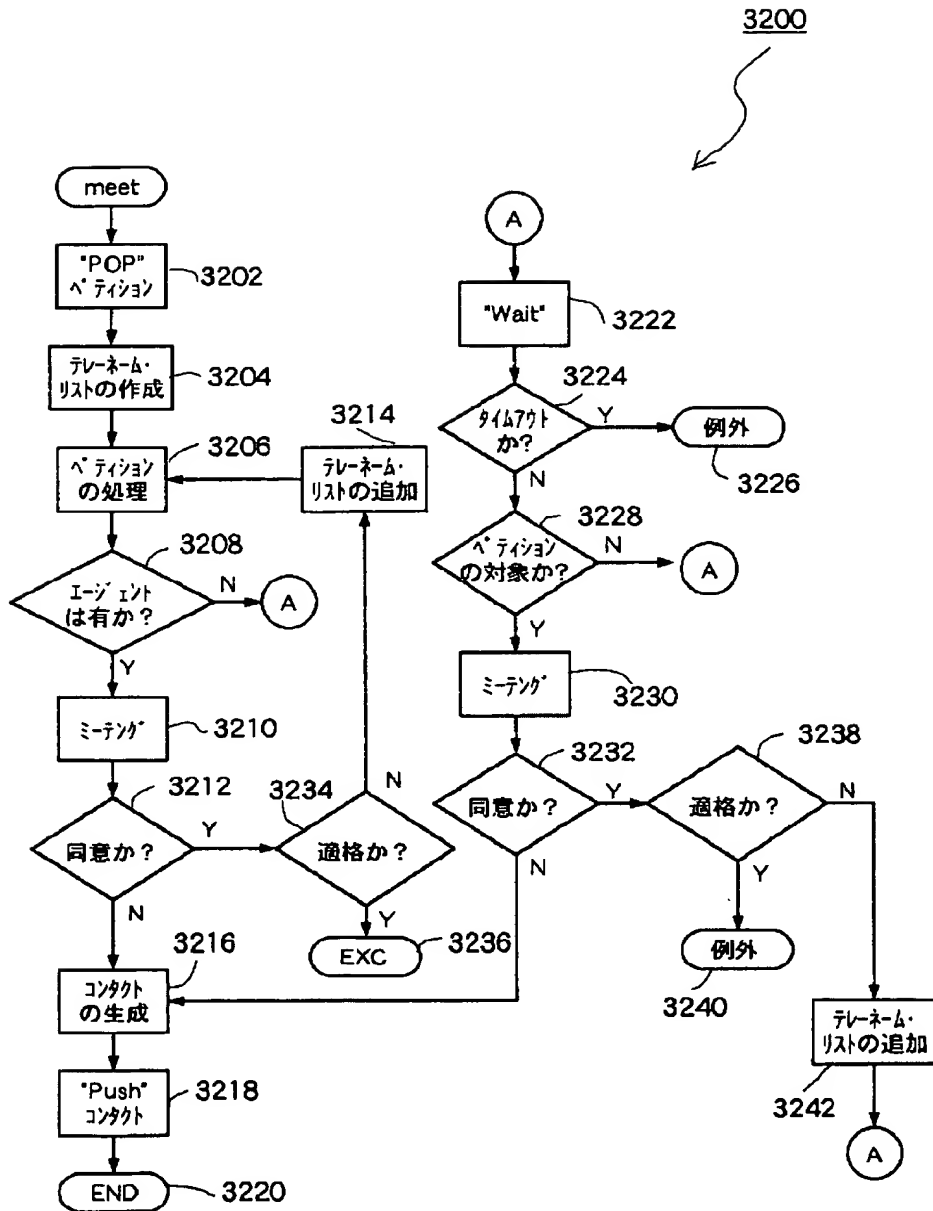 3200
meet
"POP"
ペティション
3202
テレーネーム・
リストの作成
3204
ペティション
の処理
3206
3214
テレーネーム・
リストの追加
3208
エージェント
は有か？
N
A
Y
ミーテング
3210
3212
同意か？
Y
N
3234
適格か？
N
Y
EXC
3236
3216
コンタクト
の生成
"Push"
コンタクト
3218
END
3220
A
"Wait"
3222
3224
タイムアウト
か？
Y
例外
3226
N
3228
ペティション
の対象か？
N
A
Y
ミーテング
3230
3232
同意か？
Y
N
3238
適格か？
N
Y
例外
3240
テレーネーム・
リストの追加
3242
A